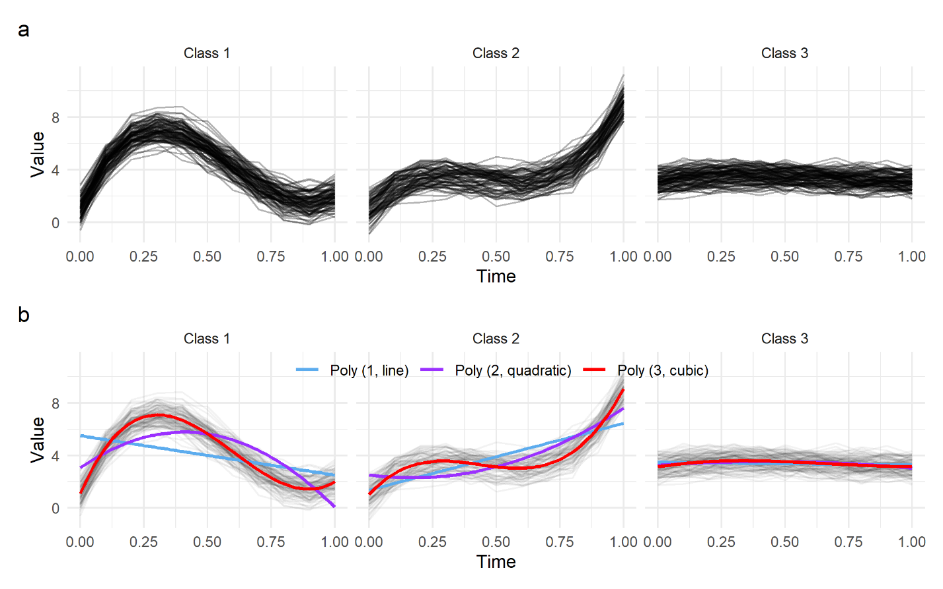 a
Class 1 Class 2 Class 3
8
4
0
Value
0.00 0.25 0.50 0.75 1.00 0.00 0.25 0.50 0.75 1.00 0.00 0.25 0.50 0.75 1.00
Time
b
Class 1 Class 2 Class 3
Poly (1, line) Poly (2, quadratic) Poly (3, cubic)
8
4
0
Value
0.00 0.25 0.50 0.75 1.00 0.00 0.25 0.50 0.75 1.00 0.00 0.25 0.50 0.75 1.00
Time